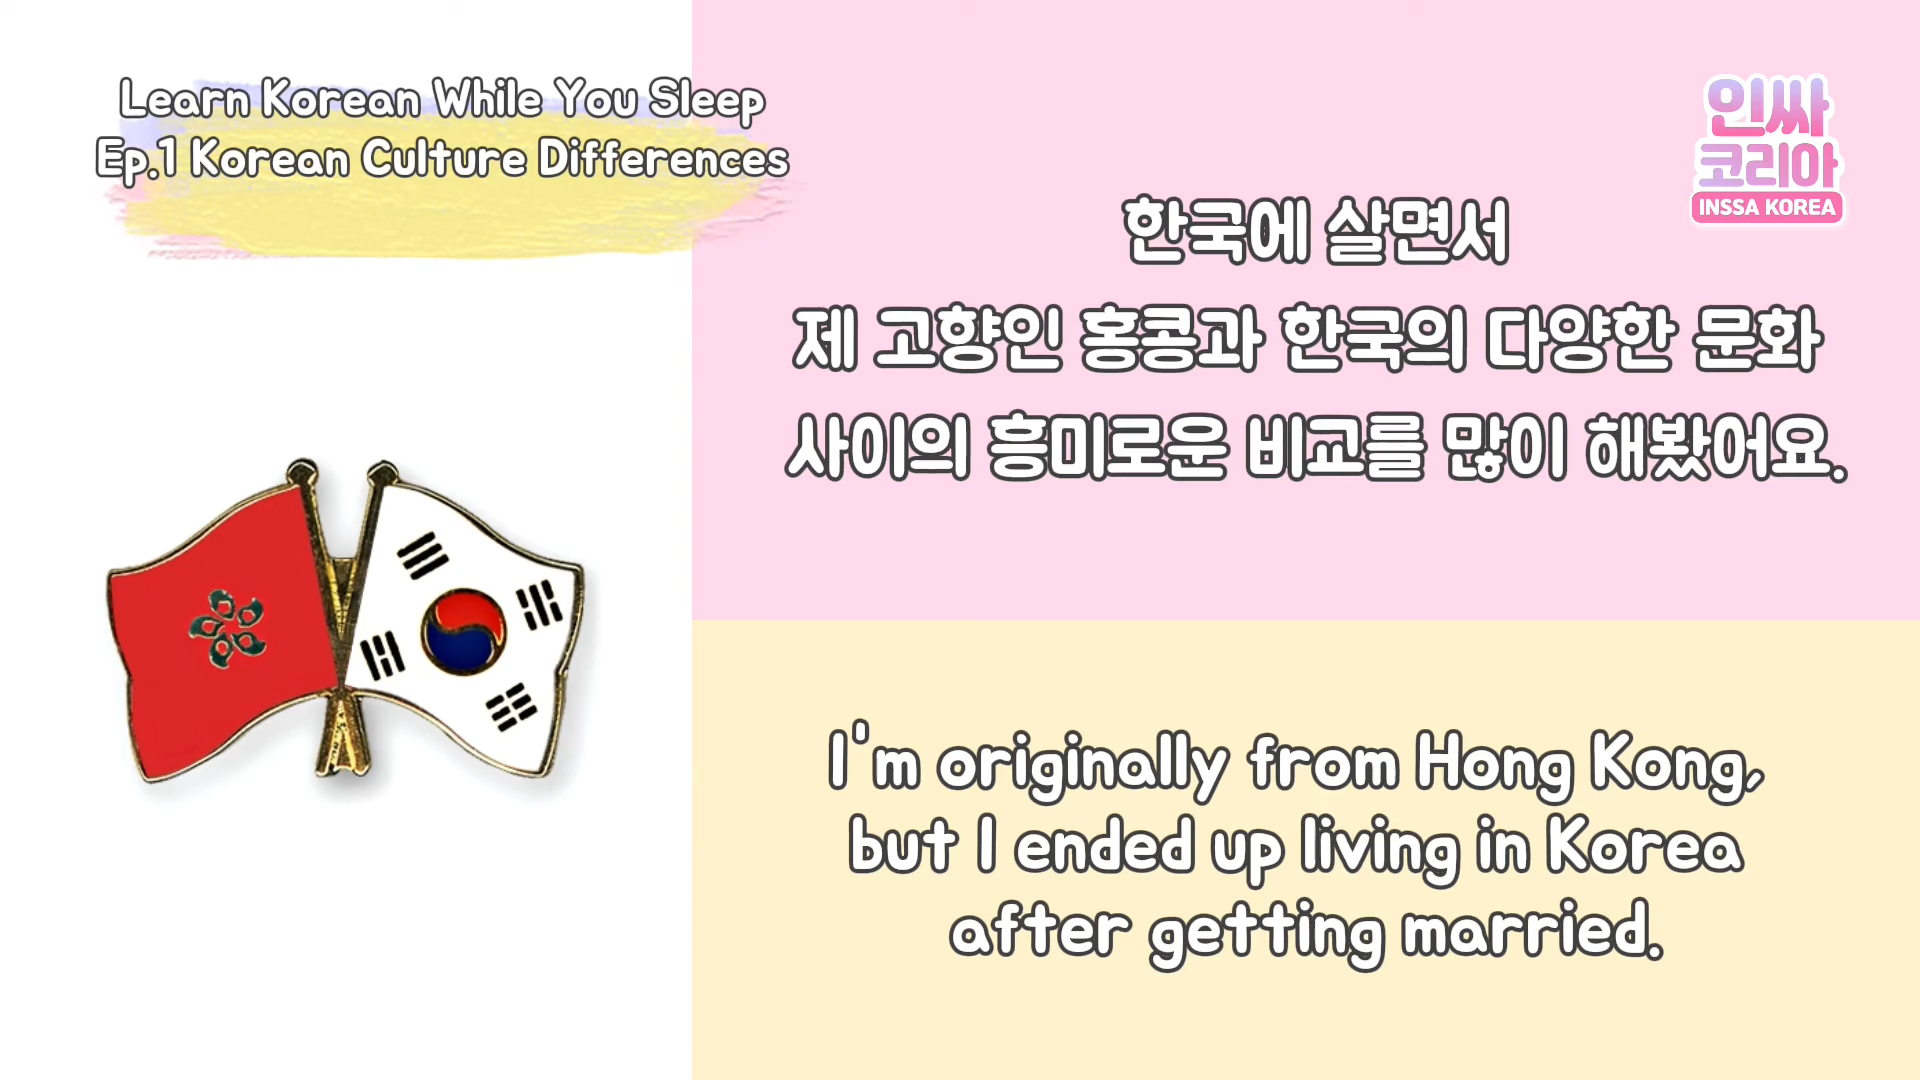 Learn Korean While You Sleep
Ep.1 Korean Culture Differences
인싸
코리아
INSSA KOREA
한국에 살면서
제 고향인 홍콩과 한국의 다양한 문화
사이의 흥미로운 비교를 많이 해봤어요.
I'm originally from Hong Kong,
but I ended up living in Korea
after getting married.